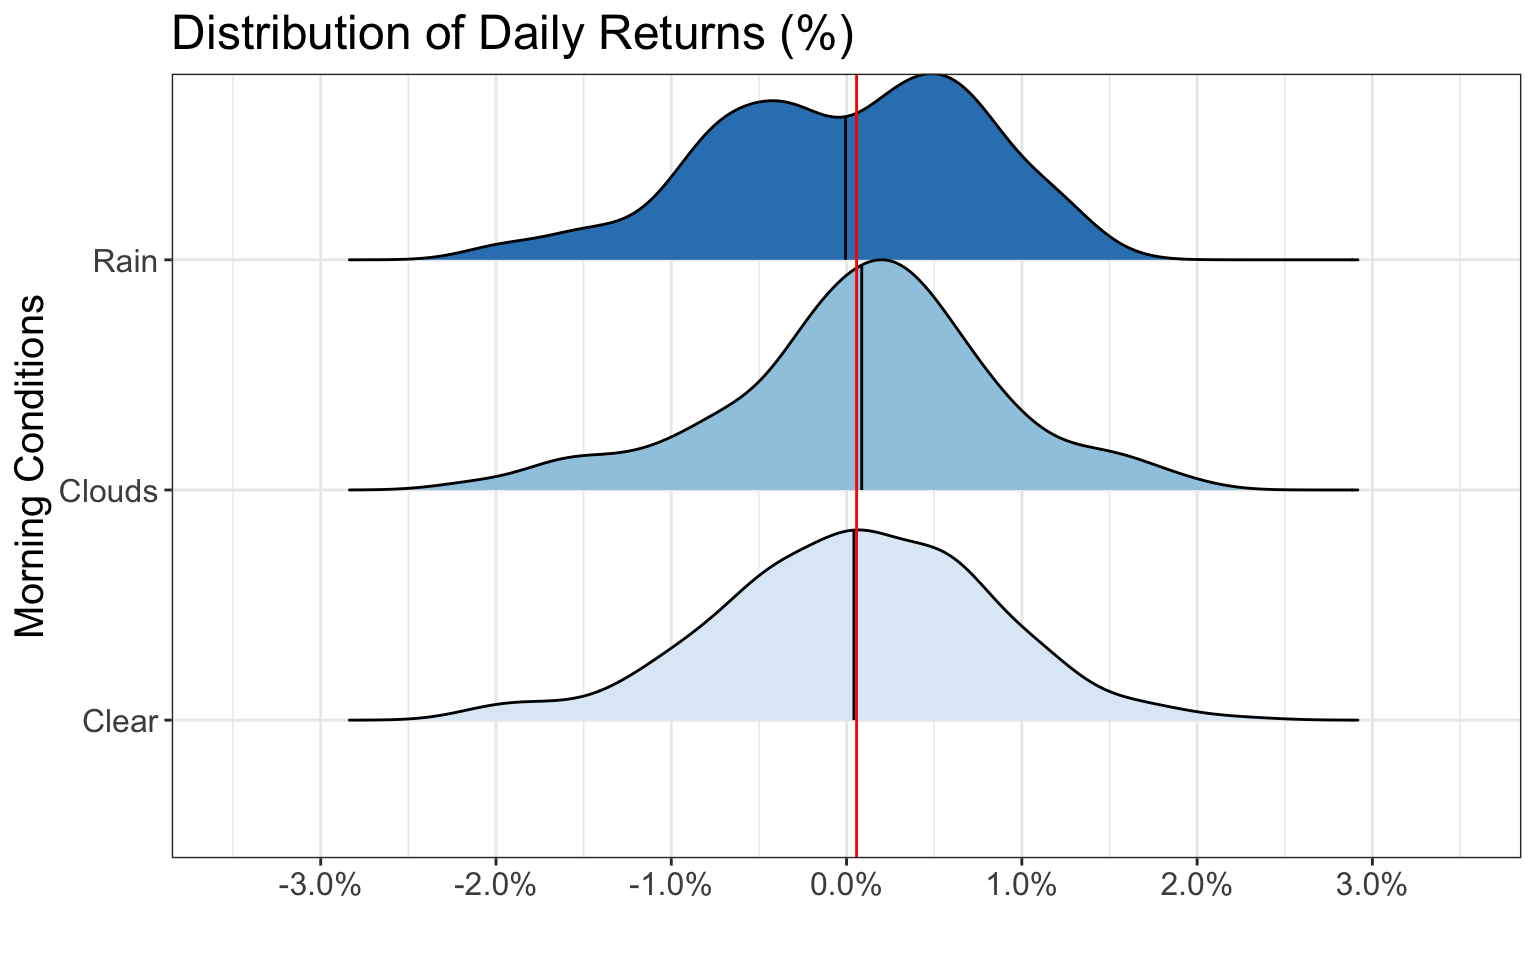 Distribution of Daily Returns (%)
Morning Conditions
Rain
Clouds
Clear
-3.0% -2.0% -1.0% 0.0% 1.0% 2.0% 3.0%